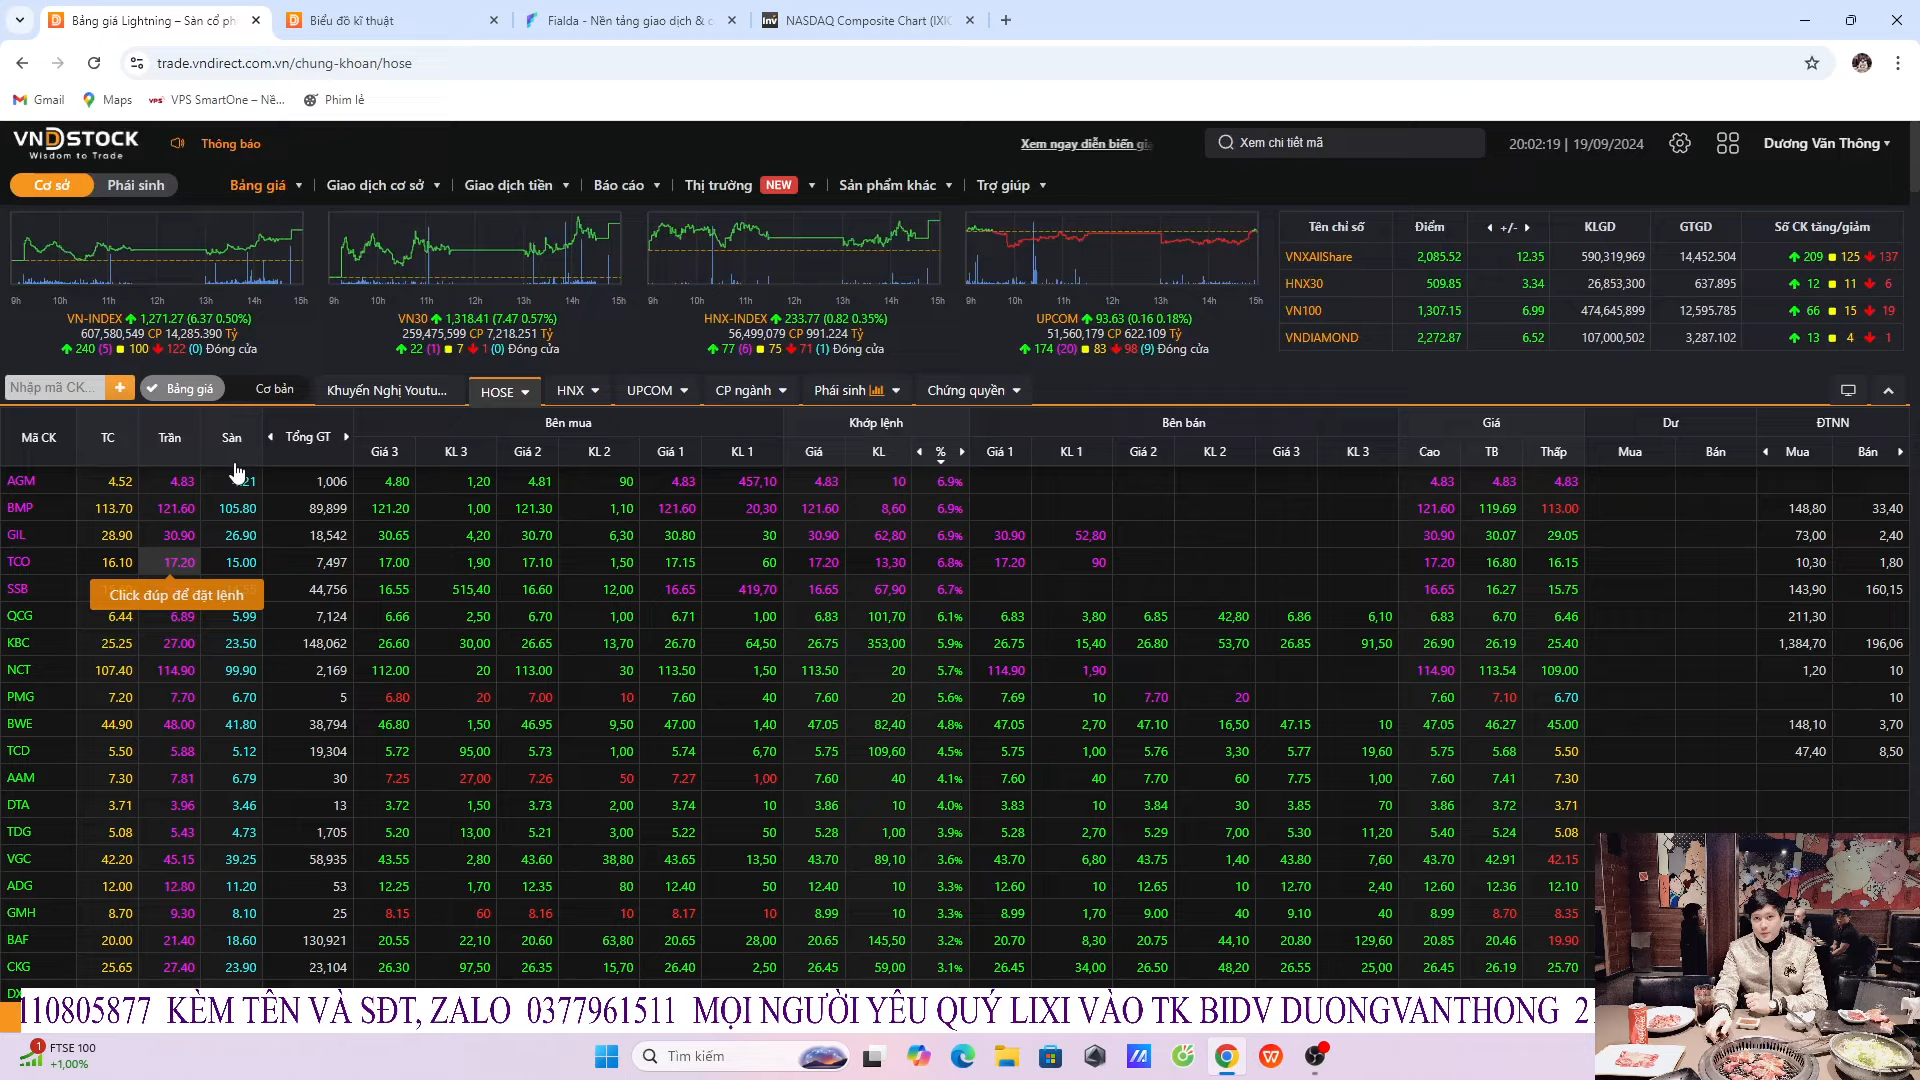 Bảng giá Lightning – Sàn cổ ph
Biểu đồ kĩ thuật
Fialda - Nền tảng giao dịch & c
NASDAQ Composite Chart (IXIC
trade.vndirect.com.vn/chung-khoan/hose
Gmail Maps VPS SmartOne – Nề... Phim lẻ
VNDSTOCK
Wisdom to Trade
Thông báo
Xem ngay diễn biến gi
Xem chi tiết mã
20:02:19 | 19/09/2024
Dương Văn Thông
Cơ sở Phái sinh
Bảng giá Giao dịch cơ sở Giao dịch tiền Báo cáo Thị trường NEW Sản phẩm khác Trợ giúp
9h 10h 11h 12h 13h 14h 15h
VN-INDEX 1,271.27 (6.37 0.50%)
607,580,549 CP 14,285.390 Tỷ
240 (5) 100 122 (0) Đóng cửa
9h 10h 11h 12h 13h 14h 15h
VN30 1,318.41 (7.47 0.57%)
259,475,599 CP 7,218.251 Tỷ
22 (1) 7 1 (0) Đóng cửa
9h 10h 11h 12h 13h 14h 15h
HNX-INDEX 233.77 (0.82 0.35%)
56,499,079 CP 991.224 Tỷ
77 (6) 75 71 (1) Đóng cửa
9h 10h 11h 12h 13h 14h 15h
UPCOM 93.63 (0.16 0.18%)
51,560,179 CP 622.109 Tỷ
174 (20) 83 98 (9) Đóng cửa
Tên chỉ số Điểm +/- KLGD GTGD Số CK tăng/giảm
VNXAllShare 2,085.52 12.35 590,319,969 14,452.504 209 125 137
HNX30 509.85 3.34 26,853,300 637.895 12 11 6
VN100 1,307.15 6.99 474,645,899 12,595.785 66 15 19
VNDIAMOND 2,272.87 6.52 107,000,502 3,287.102 13 4 1
Nhập mã CK... + Bảng giá Cơ bản Khuyến Nghị Youtu... HOSE HNX UPCOM CP ngành Phái sinh Chứng quyền
Mã CK TC Trần Sàn Tổng GT Bên mua Khớp lệnh Bên bán Giá Dư ĐTNN
Giá 3 KL 3 Giá 2 KL 2 Giá 1 KL 1 Giá KL % Giá 1 KL 1 Giá 2 KL 2 Giá 3 KL 3 Cao TB Thấp Mua Bán Mua Bán
AGM 4.52 4.83 21 1,006 4.80 1,20 4.81 90 4.83 457,10 4.83 10 6.9% 4.83 4.83 4.83
BMP 113.70 121.60 105.80 89,899 121.20 1,00 121.30 1,10 121.60 20,30 121.60 8,60 6.9% 121.60 119.69 113.00 148,80 33,40
GIL 28.90 30.90 26.90 18,542 30.65 4,20 30.70 6,30 30.80 30 30.90 62,80 6.9% 30.90 52,80 30.90 30.07 29.05 73,00 2,40
TCO 16.10 17.20 15.00 7,497 17.00 1,90 17.10 1,50 17.15 60 17.20 13,30 6.8% 17.20 90 17.20 16.80 16.15 10,30 1,80
SSB 44,756 16.55 515,40 16.60 12,00 16.65 419,70 16.65 67,90 6.7% 16.65 16.27 15.75 143,90 160,15
Click đúp để đặt lệnh
QCG 6.44 6.89 5.99 7,124 6.66 2,50 6.70 1,00 6.71 1,00 6.83 101,70 6.1% 6.83 3,80 6.85 42,80 6.86 6,10 6.83 6.70 6.46 211,30
KBC 25.25 27.00 23.50 148,062 26.60 30,00 26.65 13,70 26.70 64,50 26.75 353,00 5.9% 26.75 15,40 26.80 53,70 26.85 91,50 26.90 26.19 25.40 1,384,70 196,06
NCT 107.40 114.90 99.90 2,169 112.00 20 113.00 30 113.50 1,50 113.50 20 5.7% 114.90 1,90 114.90 113.54 109.00 1,20 10
PMG 7.20 7.70 6.70 5 6.80 20 7.00 10 7.60 40 7.60 20 5.6% 7.69 10 7.70 20 7.60 7.10 6.70 10
BWE 44.90 48.00 41.80 38,794 46.80 1,50 46.95 9,50 47.00 1,40 47.05 82,40 4.8% 47.05 2,70 47.10 16,50 47.15 10 47.05 46.27 45.00 148,10 3,70
TCD 5.50 5.88 5.12 19,304 5.72 95,00 5.73 1,00 5.74 6,70 5.75 109,60 4.5% 5.75 1,00 5.76 3,30 5.77 19,60 5.75 5.68 5.50 47,40 8,50
AAM 7.30 7.81 6.79 30 7.25 27,00 7.26 50 7.27 1,00 7.60 40 4.1% 7.60 40 7.70 60 7.75 1,00 7.60 7.41 7.30
DTA 3.71 3.96 3.46 13 3.72 1,50 3.73 2,00 3.74 10 3.86 10 4.0% 3.83 10 3.84 30 3.85 70 3.86 3.72 3.71
TDG 5.08 5.43 4.73 1,705 5.20 13,00 5.21 3,00 5.22 50 5.28 1,00 3.9% 5.28 2,70 5.29 7,00 5.30 11,20 5.40 5.24 5.08
VGC 42.20 45.15 39.25 58,935 43.55 2,80 43.60 38,80 43.65 13,50 43.70 89,10 3.6% 43.70 6,80 43.75 1,40 43.80 7,60 43.70 42.91 42.15
ADG 12.00 12.80 11.20 53 12.25 1,70 12.35 80 12.40 50 12.40 10 3.3% 12.60 10 12.65 10 12.70 2,40 12.60 12.36 12.10
GMH 8.70 9.30 8.10 25 8.15 60 8.16 10 8.17 10 8.99 10 3.3% 8.99 1,70 9.00 40 9.10 40 8.99 8.70 8.35
BAF 20.00 21.40 18.60 130,921 20.55 22,10 20.60 63,80 20.65 28,00 20.65 145,50 3.2% 20.70 8,30 20.75 44,10 20.80 129,60 20.85 20.46 19.90
CKG 25.65 27.40 23.90 23,104 26.30 97,50 26.35 15,70 26.40 2,50 26.45 59,00 3.1% 26.45 34,00 26.50 48,20 26.55 25,00 26.45 26.19 25.70
DX
110805877 KÈM TÊN VÀ SĐT, ZALO 0377961511 MỌI NGƯỜI YÊU QUÝ LIXI VÀO TK BIDV DUONGVANTHONG 21
1 FTSE 100
+1,00%
Tìm kiếm